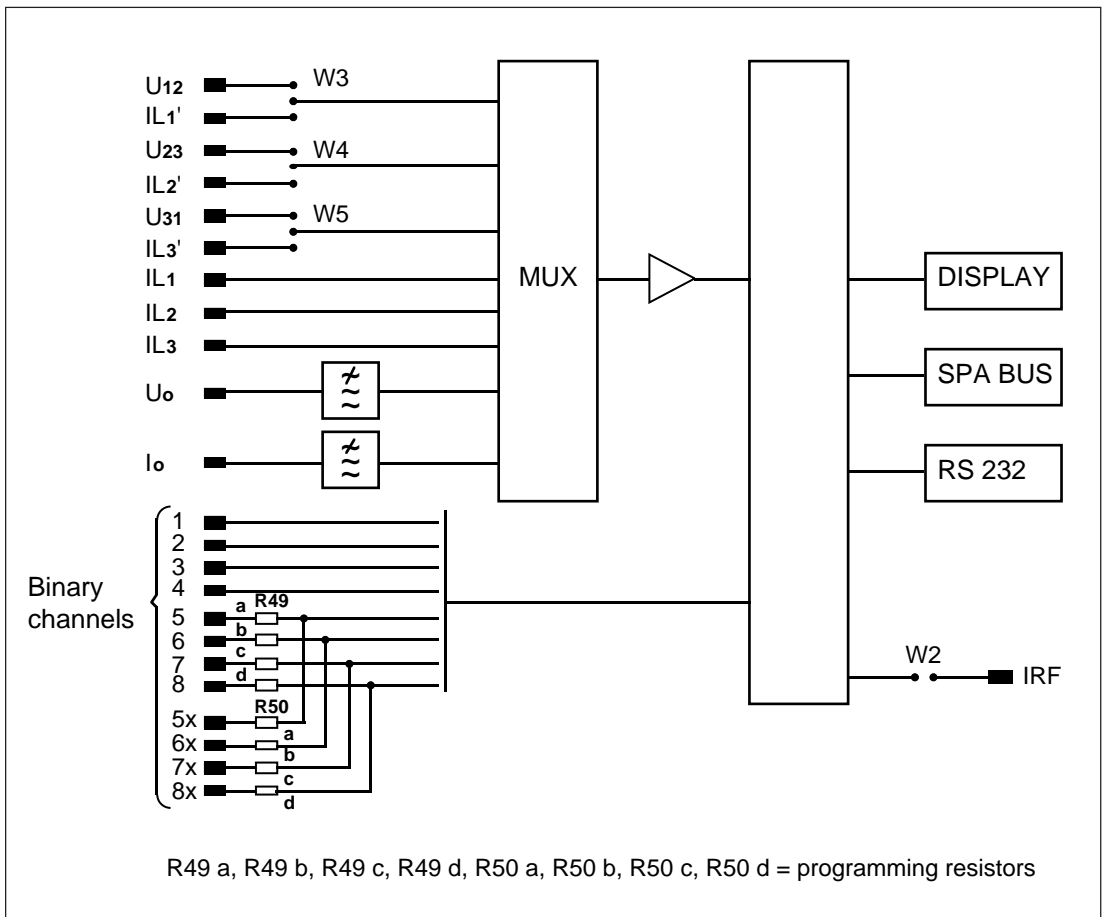 U12
W3
IL1'
U23
W4
IL2'
U31
W5
IL3'
IL1
MUX
DISPLAY
IL2
IL3
SPA BUS
Uo
Io
RS 232
Binary
channels
1
2
3
4
5
a
R49
6
b
7
c
8
d
5x
R50
6x
a
7x
b
8x
c
d
W2
IRF
R49 a, R49 b, R49 c, R49 d, R50 a, R50 b, R50 c, R50 d = programming resistors